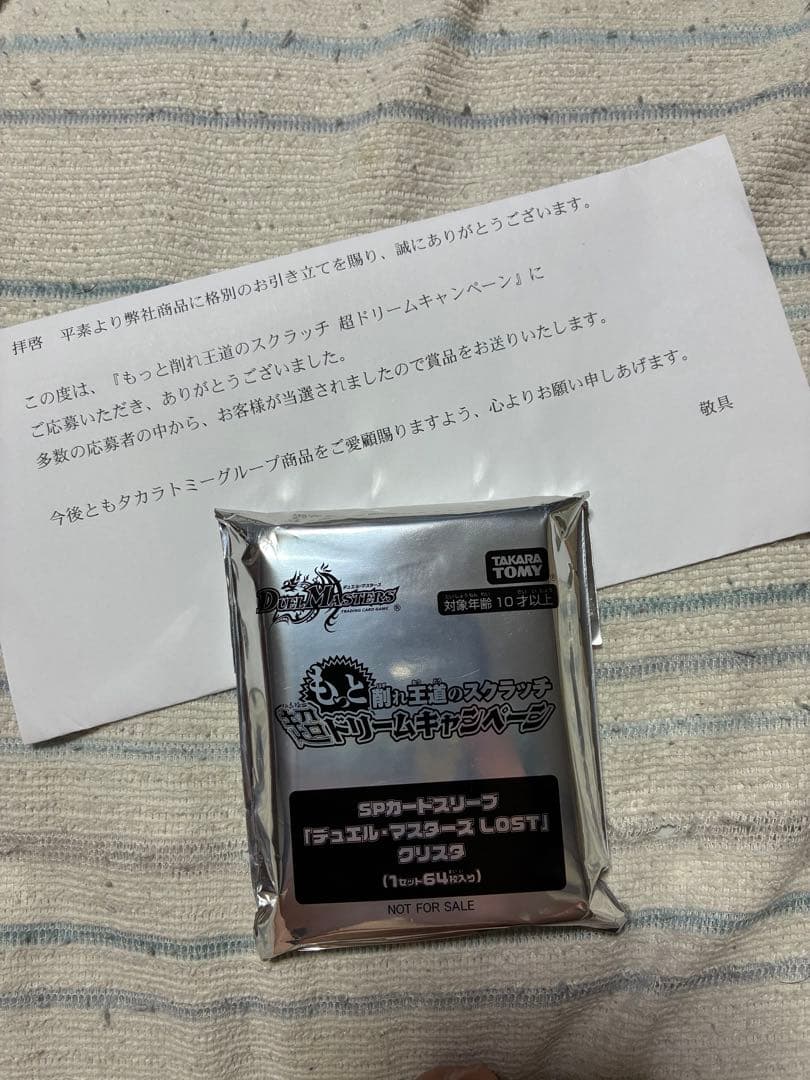 拝啓　平素より弊社商品に格別のお引き立てを賜り、誠にありがとうございます。
この度は、『もっと削れ王道のスクラッチ 超ドリームキャンペーン』に
ご応募いただき、ありがとうございました。
多数の応募者の中から、お客様が当選されましたので賞品をお送りいたします。
今後ともタカラトミーグループ商品をご愛顧賜りますよう、心よりお願い申しあげます。
敬具
TAKARA
TOMY
デュエル・マスターズ
DUEL MASTERS ®
TRADING CARD GAME
対象年齢 10才以上
もっと削れ王道のスクラッチ
超ドリームキャンペーン
SPカードスリーブ
「デュエル・マスターズ LOST」
クリスタ
(1セット64枚入り)
NOT FOR SALE